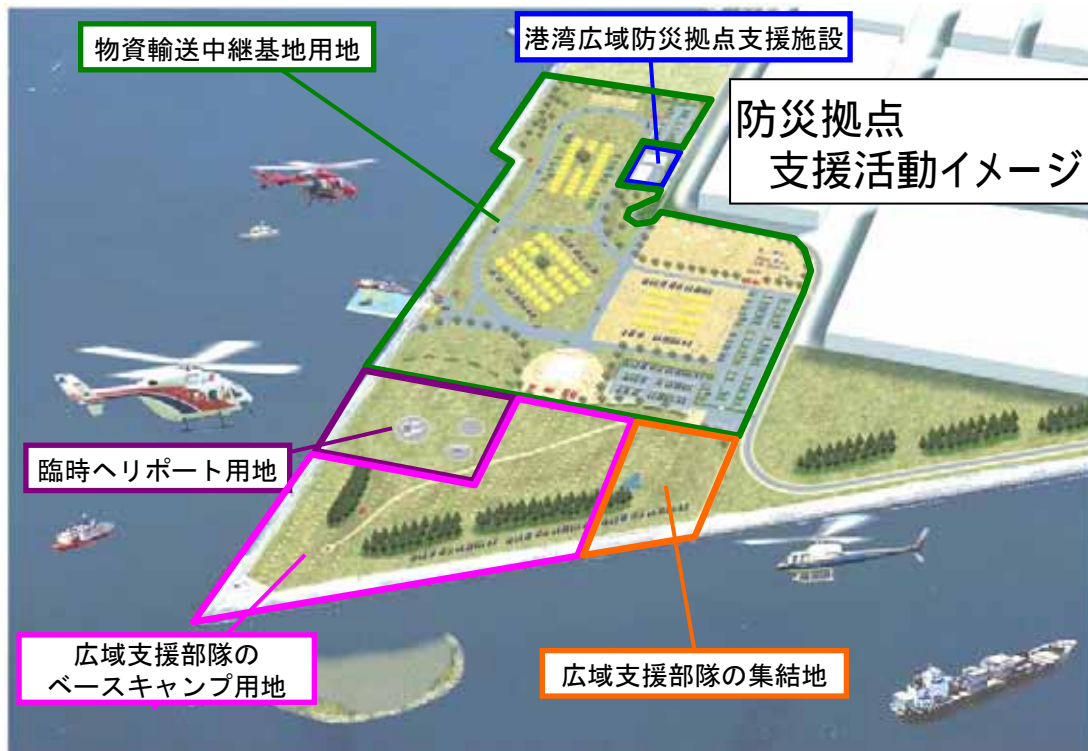 物資輸送中継基地用地
港湾広域防災拠点支援施設
防災拠点
支援活動イメージ
臨時ヘリポート用地
広域支援部隊の
ベースキャンプ用地
広域支援部隊の集結地